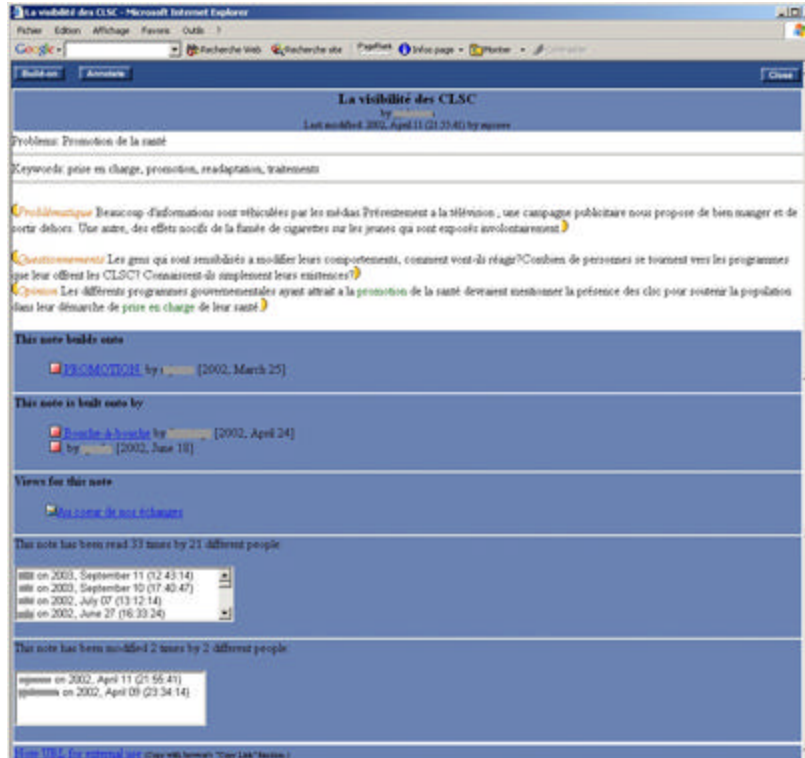 La visibilité des CLSC - Microsoft Internet Explorer
Fichier Edition Affichage Favoris Outils ?
Google Recherche Web Recherche site PageRank Infos page
Build-on Annotate Close
La visibilité des CLSC
by
Last modified 2002, April 11 (21:55:41) by
Problems: Promotion de la santé
Keywords: prise en charge, promotion, readaptation, traitements
Problématique Beaucoup d'informations sont véhiculées par les médias. Présentement a la télévision , une campagne publicitaire nous propose de bien manger et de
sortir dehors. Une autre, des effets nocifs de la fumée de cigarettes sur les jeunes qui sont exposés involontairement
Questionnements Les gens qui sont sensibilisés a modifier leurs comportements, comment vont-ils réagir?Combien de personnes se tournent vers les programmes
que leur offrent les CLSC? Connaissent-ils simplement leurs existences?
Opinion Les différents programmes gouvernementales ayant attrait a la promotion de la santé devraient mentionner la présence des clsc pour soutenir la population
dans leur démarche de prise en charge de leur santé.
This note builds onto
PROMOTION by [2002, March 25]
This note is built onto by
Bouche-à-bouche by [2002, April 24]
by [2002, June 18]
Views for this note
Au coeur de nos échanges
This note has been read 33 times by 21 different people:
on 2003, September 11 (12:43:14)
on 2003, September 10 (17:40:47)
on 2002, July 07 (13:12:14)
on 2002, June 27 (16:33:24)
This note has been modified 2 times by 2 different people:
on 2002, April 11 (21:55:41)
on 2002, April 09 (23:34:14)
Note URL for external use (Copy with browser's "Copy Link" function.)